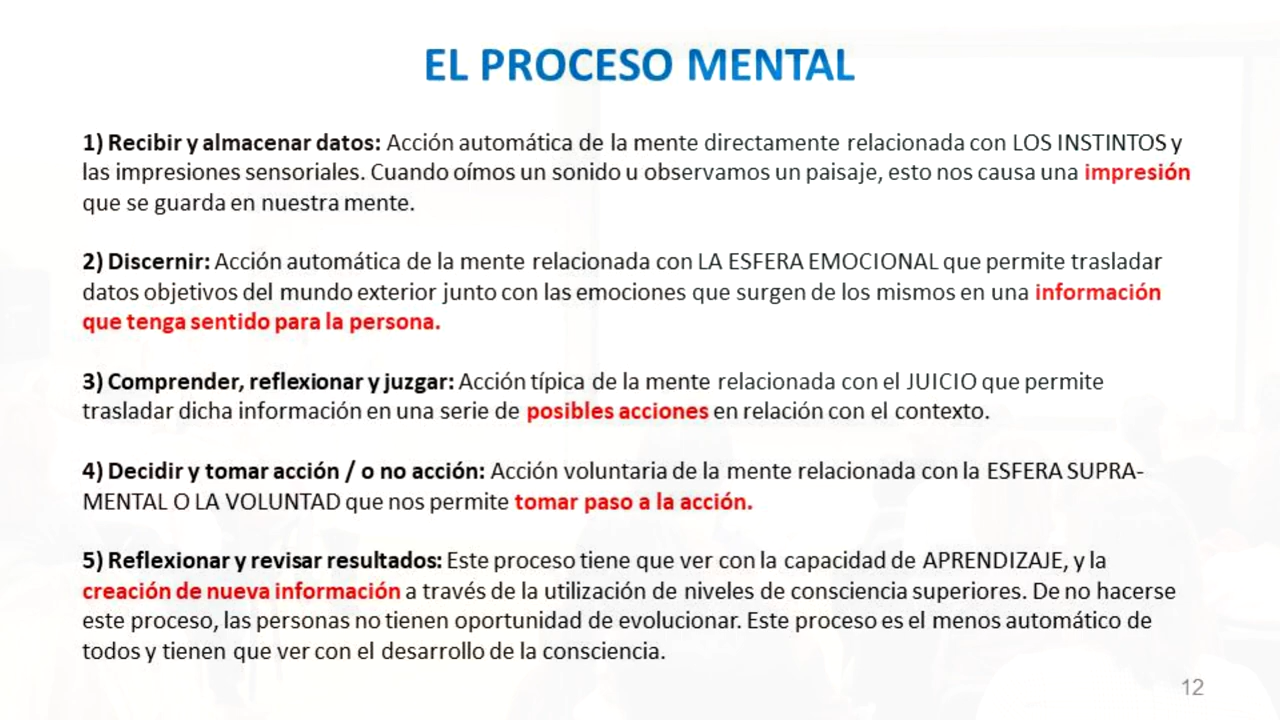 EL PROCESO MENTAL
1) Recibir y almacenar datos: Acción automática de la mente directamente relacionada con LOS INSTINTOS y
las impresiones sensoriales. Cuando oímos un sonido u observamos un paisaje, esto nos causa una impresión
que se guarda en nuestra mente.
2) Discernir: Acción automática de la mente relacionada con LA ESFERA EMOCIONAL que permite trasladar
datos objetivos del mundo exterior junto con las emociones que surgen de los mismos en una información
que tenga sentido para la persona.
3) Comprender, reflexionar y juzgar: Acción típica de la mente relacionada con el JUICIO que permite
trasladar dicha información en una serie de posibles acciones en relación con el contexto.
4) Decidir y tomar acción / o no acción: Acción voluntaria de la mente relacionada con la ESFERA SUPRA-
MENTAL O LA VOLUNTAD que nos permite tomar paso a la acción.
5) Reflexionar y revisar resultados: Este proceso tiene que ver con la capacidad de APRENDIZAJE, y la
creación de nueva información a través de la utilización de niveles de consciencia superiores. De no hacerse
este proceso, las personas no tienen oportunidad de evolucionar. Este proceso es el menos automático de
todos y tienen que ver con el desarrollo de la consciencia.
12